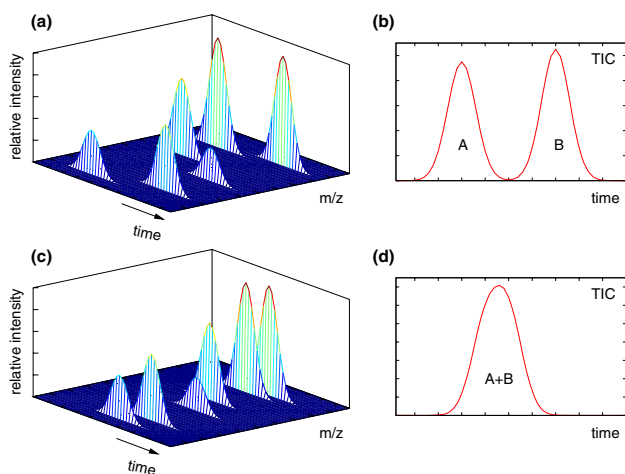 (a)
relative intensity
time
m/z
(b)
TIC
A
B
time
(c)
relative intensity
time
m/z
(d)
TIC
A+B
time